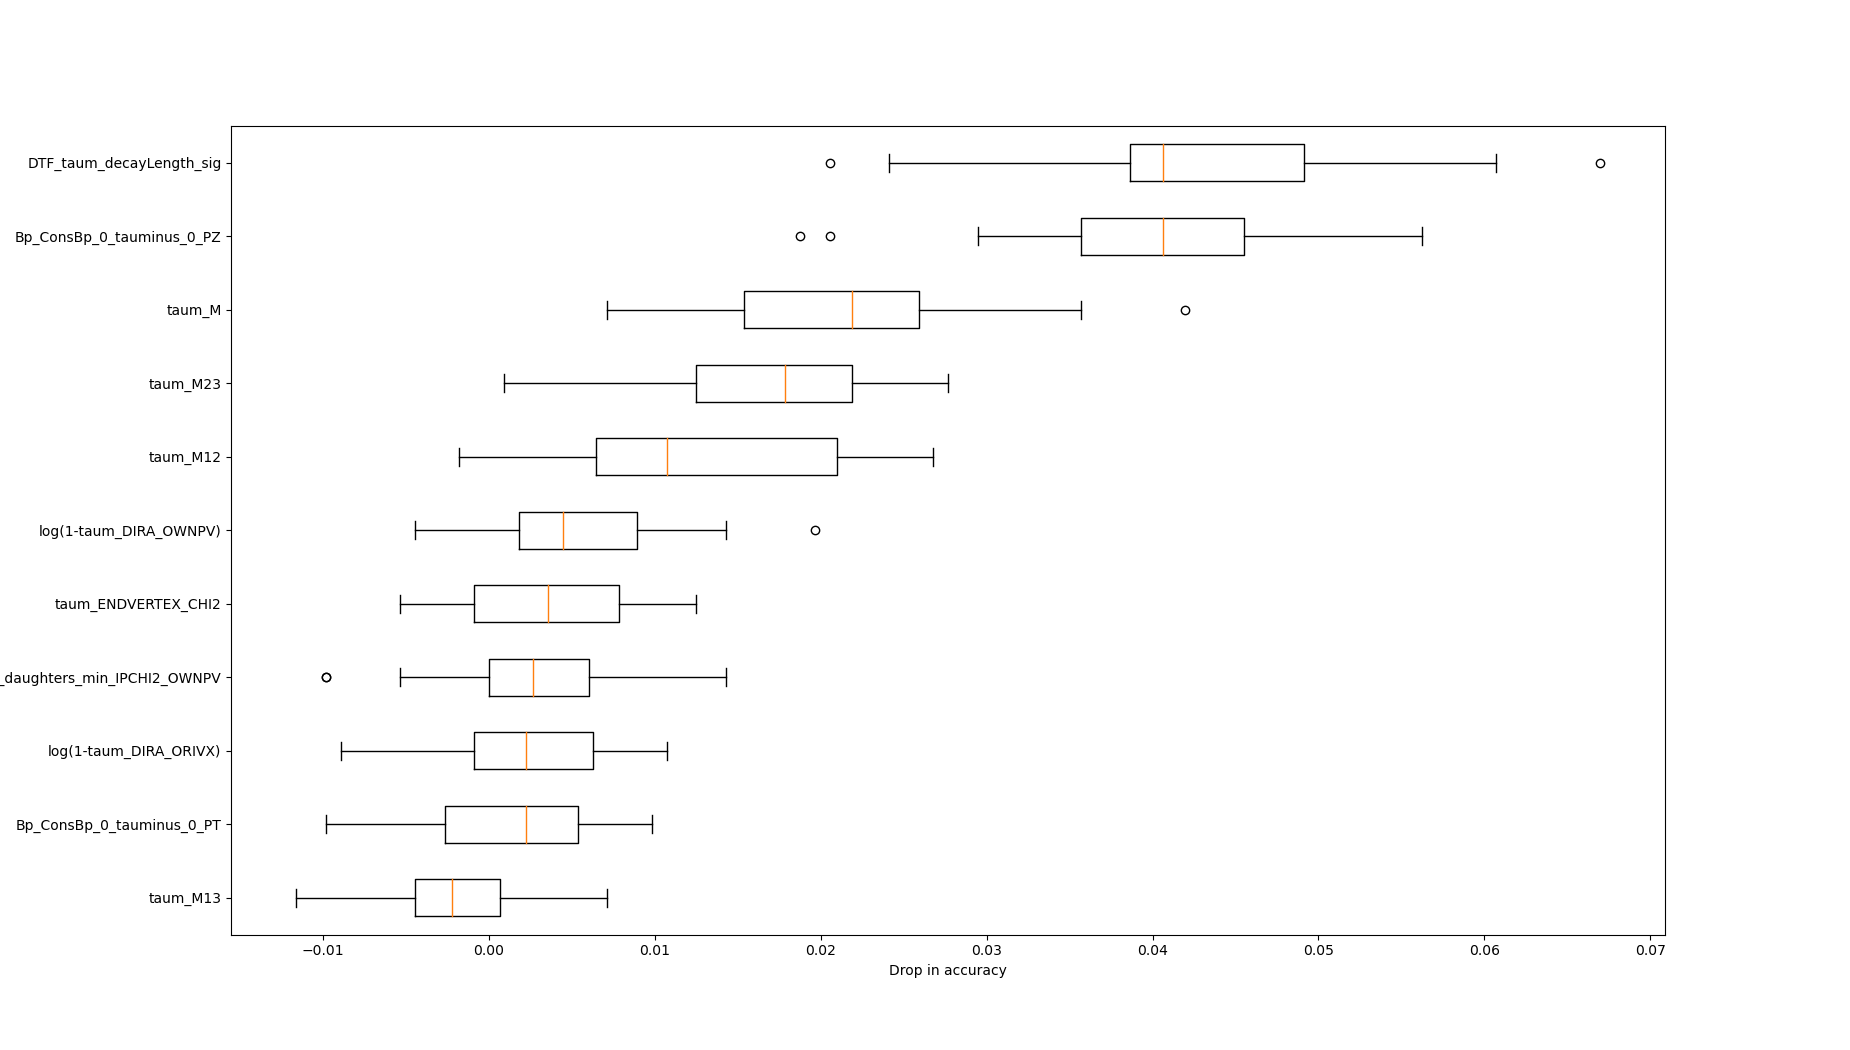 DTF_taum_decayLength_sig
Bp_ConsBp_0_tauminus_0_PZ
taum_M
taum_M23
taum_M12
log(1-taum_DIRA_OWNPV)
taum_ENDVERTEX_CHI2
_daughters_min_IPCHI2_OWNPV
log(1-taum_DIRA_ORIVX)
Bp_ConsBp_0_tauminus_0_PT
taum_M13
−0.01 0.00 0.01 0.02 0.03 0.04 0.05 0.06 0.07
Drop in accuracy